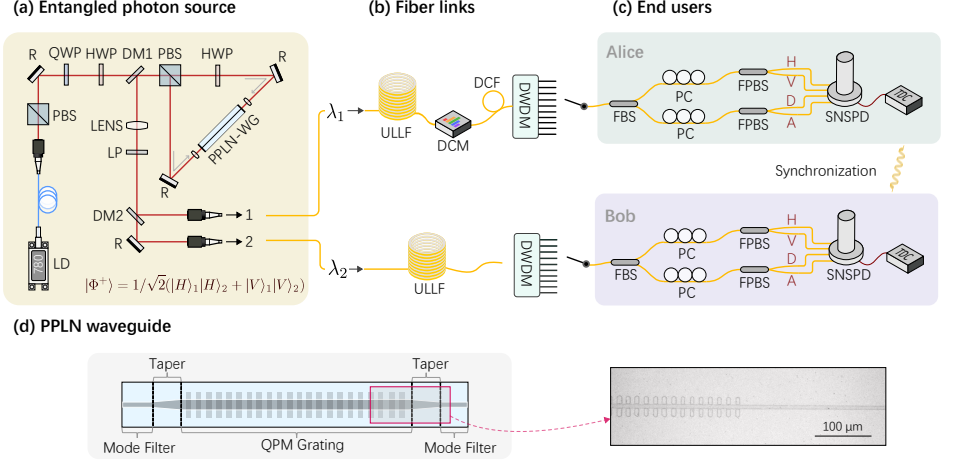 (a) Entangled photon source
(b) Fiber links
(c) End users
R
QWP
HWP
DM1
PBS
HWP
R
PBS
LENS
LP
PPLN-WG
R
DM2
R
1
2
780
LD
|Φ⁺⟩ = 1/√2(|H⟩₁|H⟩₂ + |V⟩₁|V⟩₂)
λ₁
ULLF
DCM
DCF
DWDM
λ₂
ULLF
DWDM
Alice
FBS
PC
PC
FPBS
FPBS
H
V
D
A
SNSPD
TDC
Synchronization
Bob
FBS
PC
PC
FPBS
FPBS
H
V
D
A
SNSPD
TDC
(d) PPLN waveguide
Taper
Taper
Mode Filter
QPM Grating
Mode Filter
100 μm